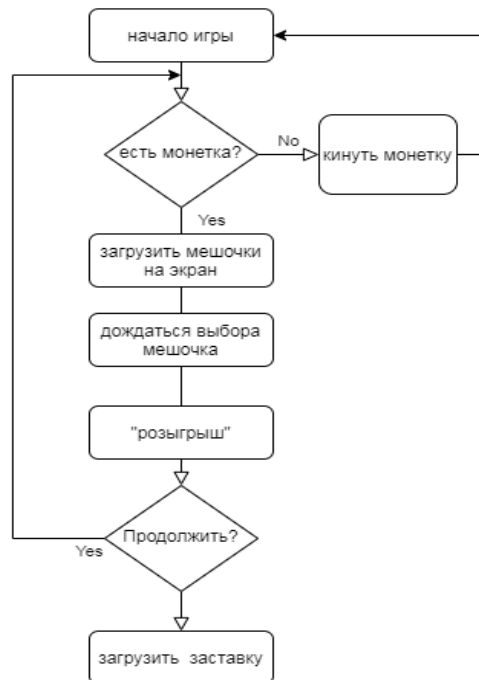 начало игры
есть монетка?
No
кинуть монетку
Yes
загрузить мешочки
на экран
дождаться выбора
мешочка
"розыгрыш"
Продолжить?
Yes
загрузить заставку